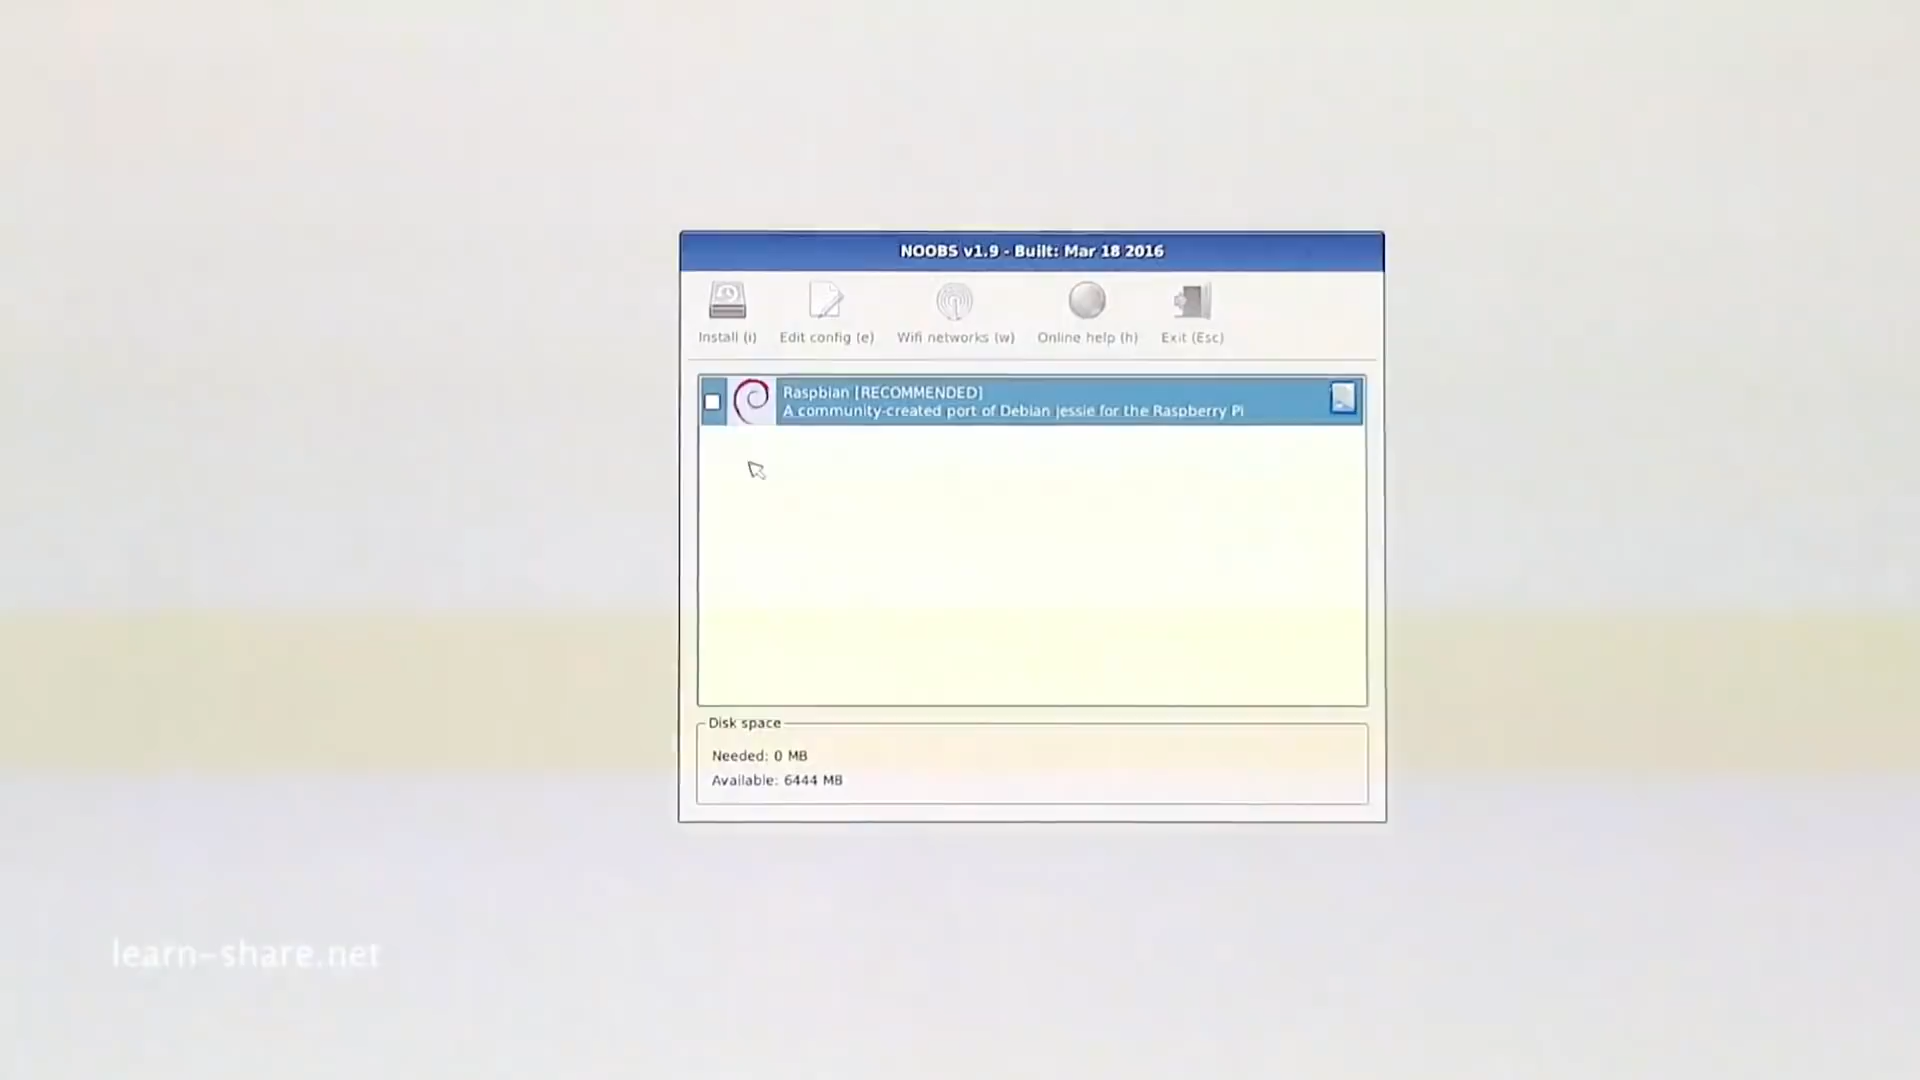 NOOBS v1.9 - Built: Mar 18 2016
Install (i) Edit config (e) Wifi networks (w) Online help (h) Exit (Esc)
Raspbian [RECOMMENDED]
A community-created port of Debian jessie for the Raspberry Pi
Disk space
Needed: 0 MB
Available: 6444 MB
learn-share.net